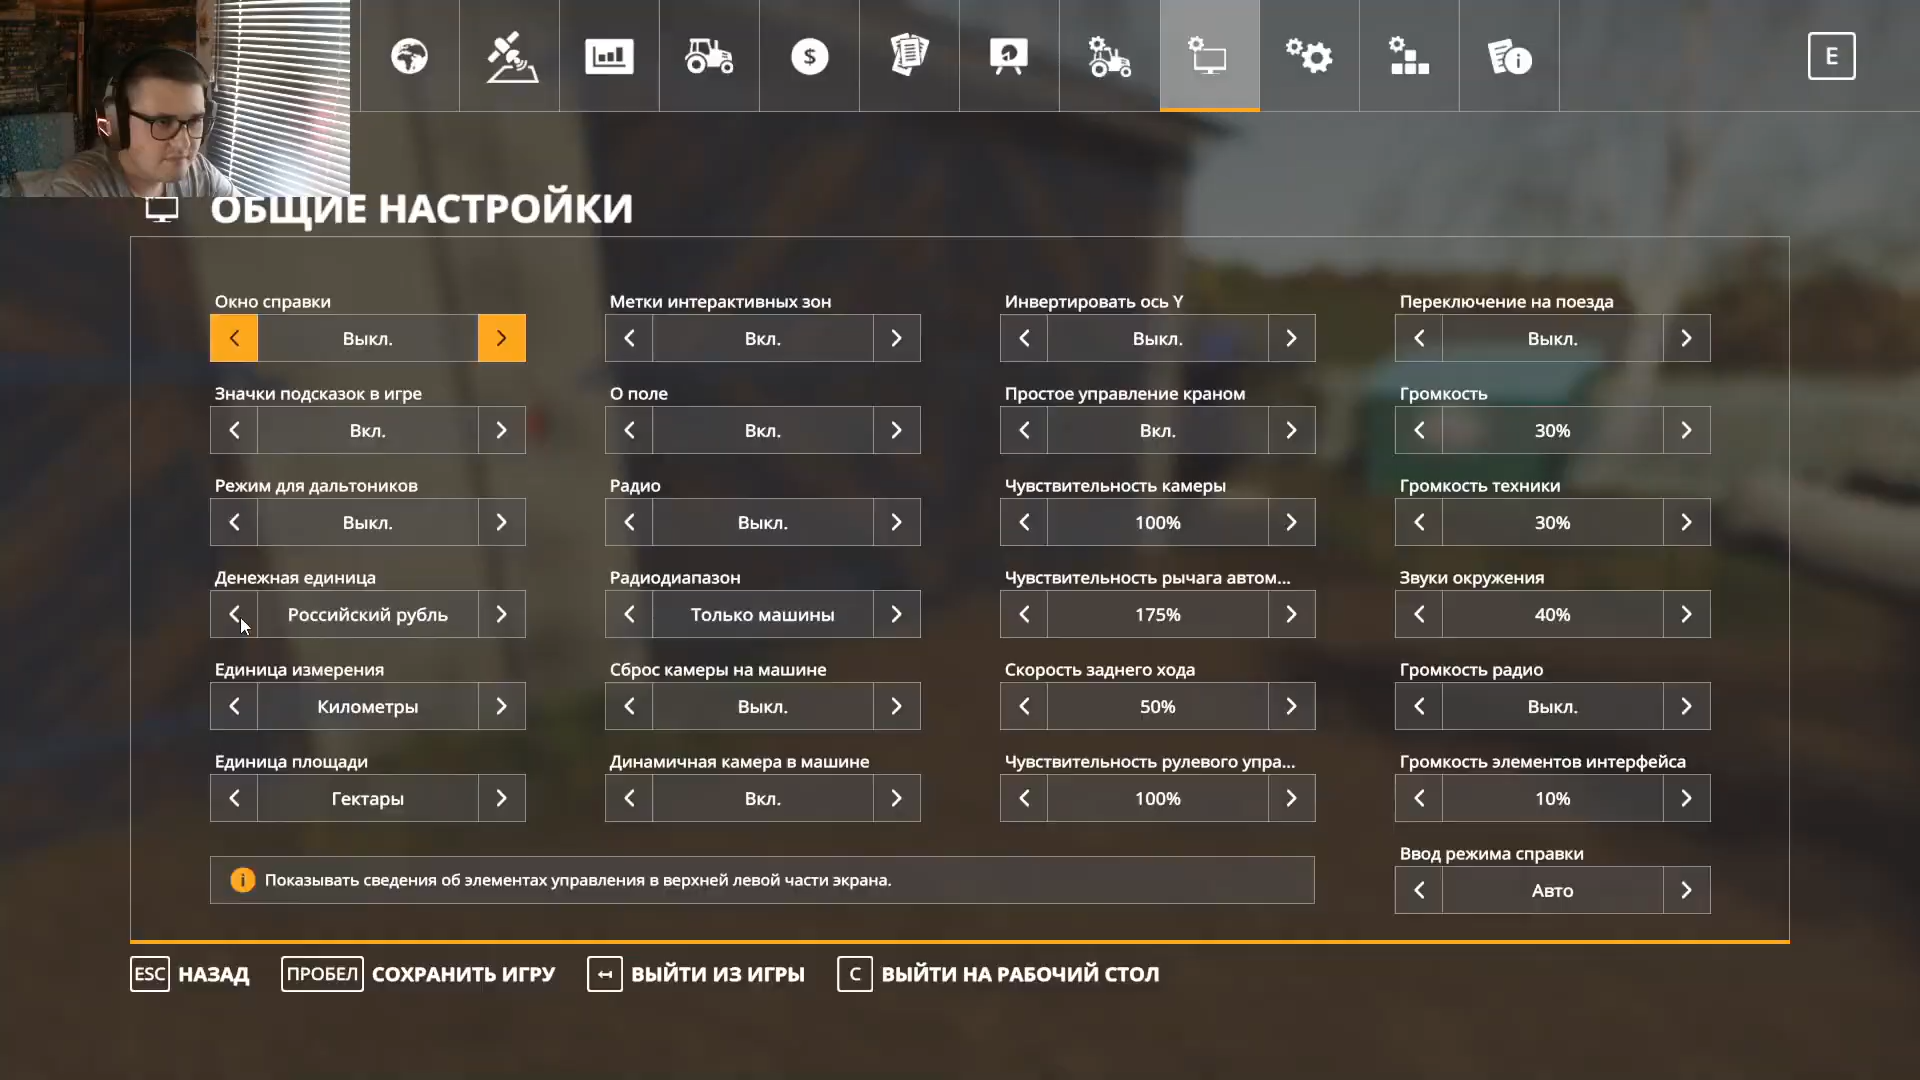 E
ОБЩИЕ НАСТРОЙКИ
Окно справки
Выкл.
Значки подсказок в игре
Вкл.
Режим для дальтоников
Выкл.
Денежная единица
Российский рубль
Единица измерения
Километры
Единица площади
Гектары
Метки интерактивных зон
Вкл.
О поле
Вкл.
Радио
Выкл.
Радиодиапазон
Только машины
Сброс камеры на машине
Выкл.
Динамичная камера в машине
Вкл.
Инвертировать ось Y
Выкл.
Простое управление краном
Вкл.
Чувствительность камеры
100%
Чувствительность рычага автом...
175%
Скорость заднего хода
50%
Чувствительность рулевого упра...
100%
Переключение на поезда
Выкл.
Громкость
30%
Громкость техники
30%
Звуки окружения
40%
Громкость радио
Выкл.
Громкость элементов интерфейса
10%
Ввод режима справки
Авто
Показывать сведения об элементах управления в верхней левой части экрана.
ESC НАЗАД ПРОБЕЛ СОХРАНИТЬ ИГРУ ВЫЙТИ ИЗ ИГРЫ C ВЫЙТИ НА РАБОЧИЙ СТОЛ